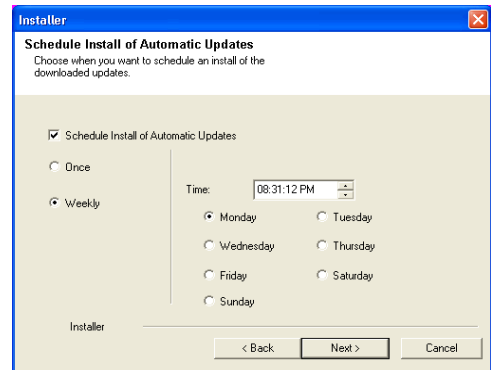 Installer
Schedule Install of Automatic Updates
Choose when you want to schedule an install of the
downloaded updates.
Schedule Install of Automatic Updates
Once
Weekly
Time: 08:31:12 PM
Monday Tuesday
Wednesday Thursday
Friday Saturday
Sunday
Installer
< Back Next > Cancel